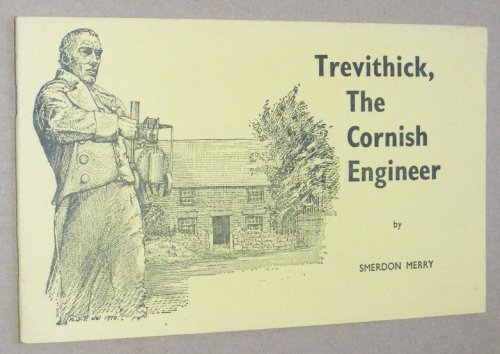 Trevithick,
The
Cornish
Engineer
by
SMERDON MERRY